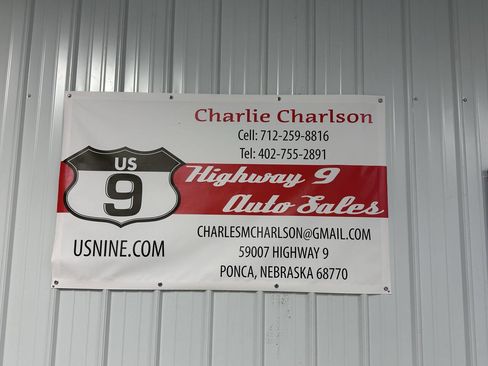 Charlie Charlson
Cell: 712-259-8816
Tel: 402-755-2891
US
9
Highway 9
Auto Sales
USNINE.COM
CHARLESMCHARLSON@GMAIL.COM
59007 HIGHWAY 9
PONCA, NEBRASKA 68770